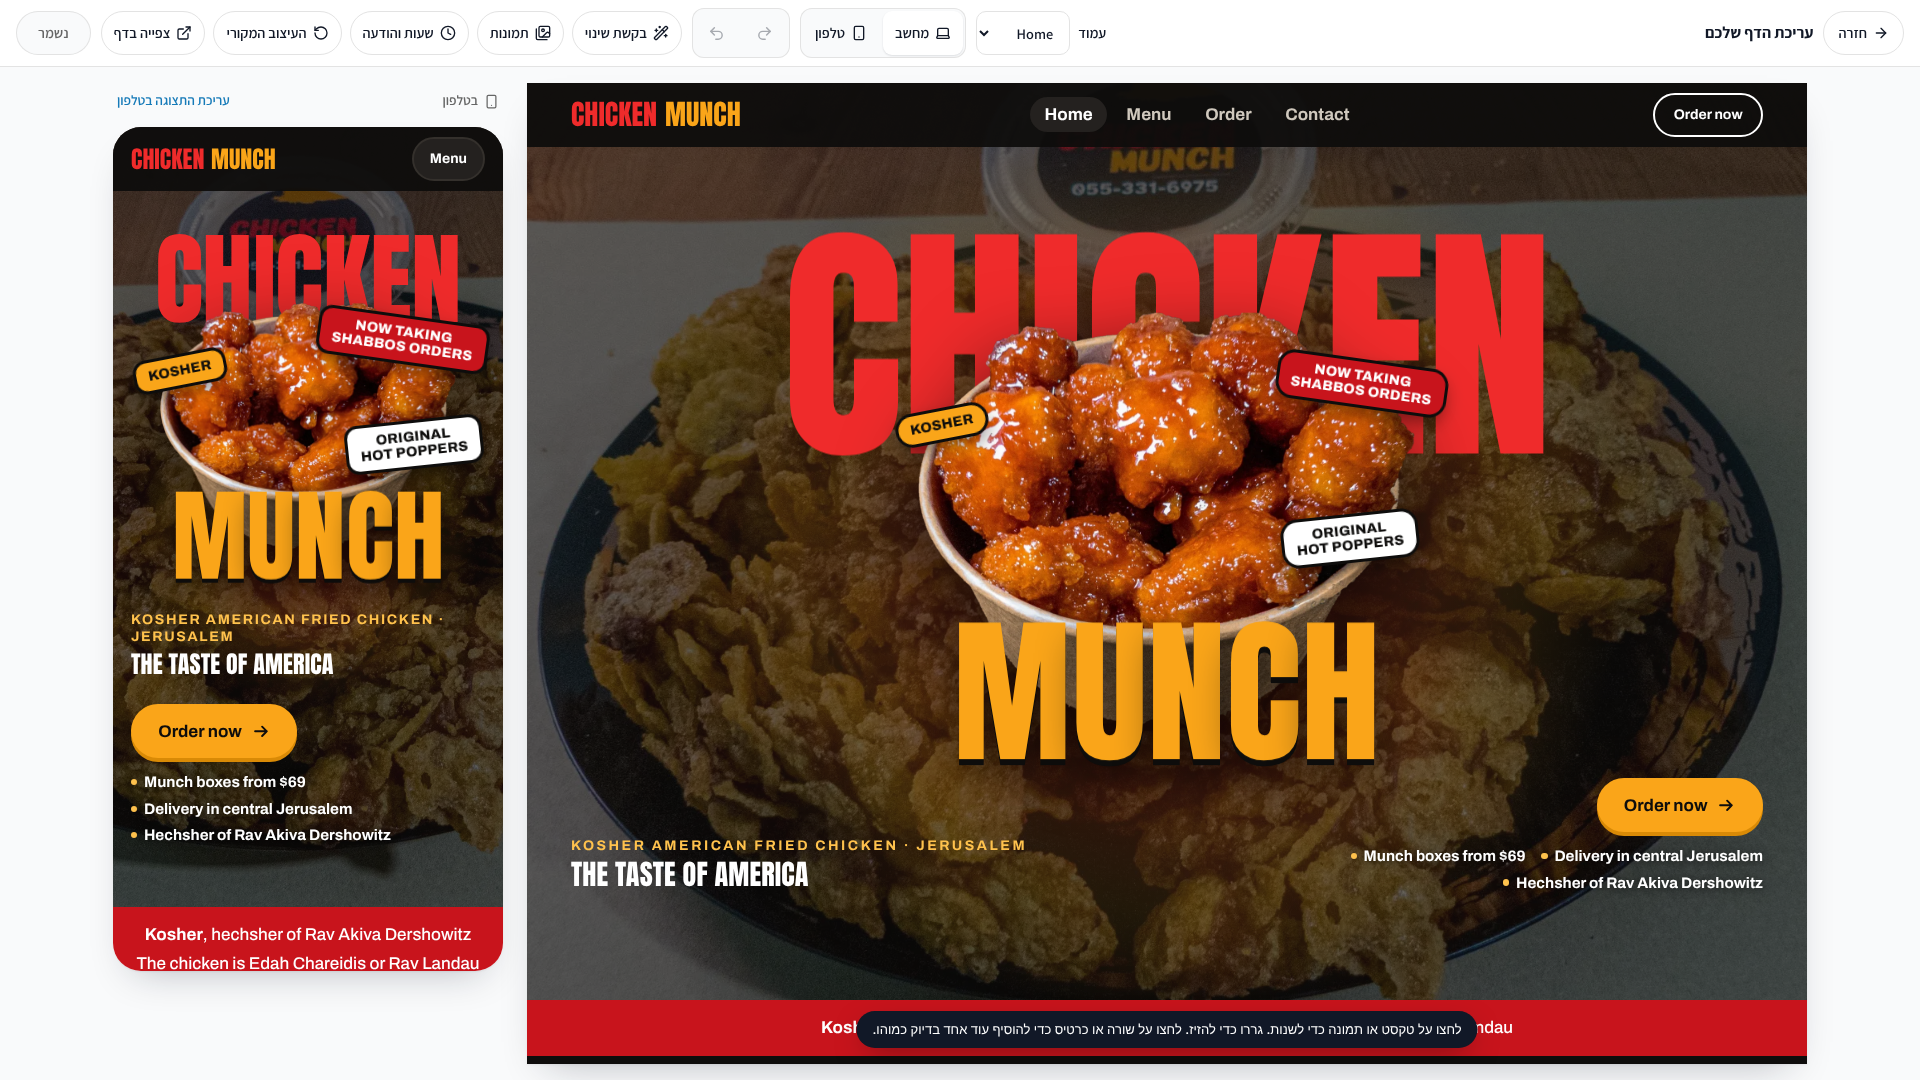 חזרה
עריכת הדף שלכם
עמוד
Home
מחשב
טלפון
בקשת שינוי
תמונות
שעות והודעה
העיצוב המקורי
צפייה בדף
נשמר
בטלפון
עריכת התצוגה בטלפון
CHICKEN MUNCH
Menu
CHICKEN
NOW TAKING
SHABBOS ORDERS
KOSHER
ORIGINAL
HOT POPPERS
MUNCH
KOSHER AMERICAN FRIED CHICKEN ·
JERUSALEM
THE TASTE OF AMERICA
Order now
Munch boxes from $69
Delivery in central Jerusalem
Hechsher of Rav Akiva Dershowitz
Kosher, hechsher of Rav Akiva Dershowitz
The chicken is Edah Chareidis or Rav Landau
CHICKEN MUNCH
Home
Menu
Order
Contact
Order now
MUNCH
055-331-6975
CHICKEN
NOW TAKING
SHABBOS ORDERS
KOSHER
ORIGINAL
HOT POPPERS
MUNCH
KOSHER AMERICAN FRIED CHICKEN · JERUSALEM
THE TASTE OF AMERICA
Order now
Munch boxes from $69
Delivery in central Jerusalem
Hechsher of Rav Akiva Dershowitz
לחצו על טקסט או תמונה כדי לשנות. גררו כדי להזיז. לחצו על שורה או כרטיס כדי להוסיף עוד אחד בדיוק כמוהו.